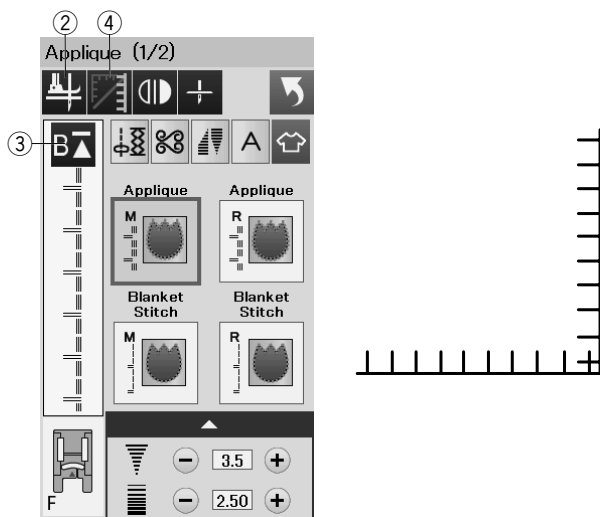 ② ④
Applique (1/2)
③ B A
Applique Applique
M R
Blanket Blanket
Stitch Stitch
M R
3.5
F 2.50